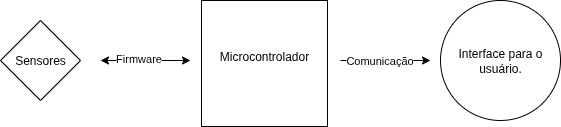 Sensores
Firmware
Microcontrolador
Comunicação
Interface para o
usuário.